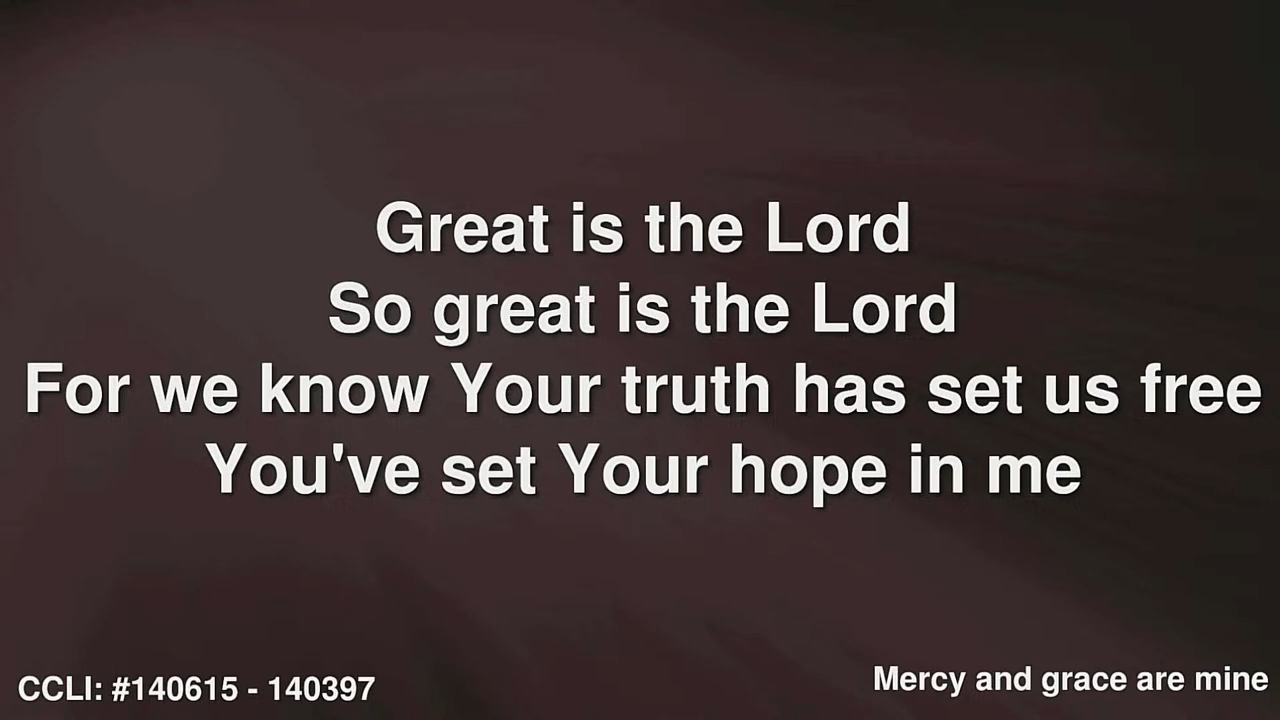 Great is the Lord
So great is the Lord
For we know Your truth has set us free
You've set Your hope in me
CCLI: #140615 - 140397
Mercy and grace are mine